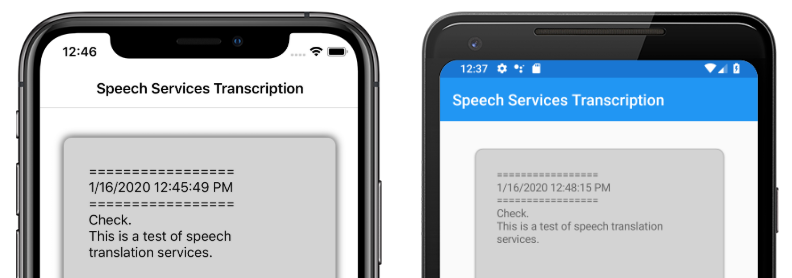 12:46
Speech Services Transcription
=================
1/16/2020 12:45:49 PM
=================
Check.
This is a test of speech
translation services.
12:37
Speech Services Transcription
=================
1/16/2020 12:48:15 PM
=================
Check.
This is a test of speech translation
services.